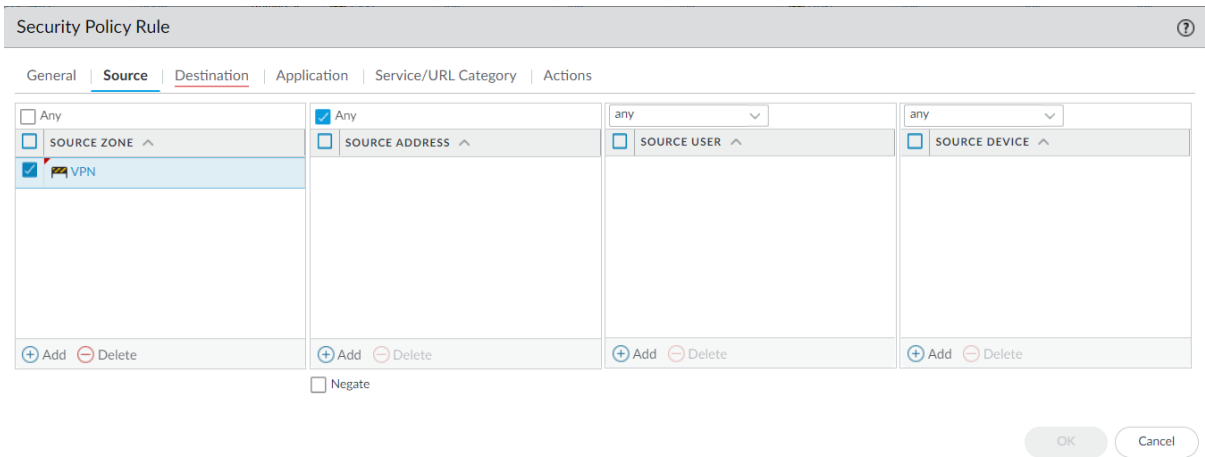 Security Policy Rule
General | Source | Destination | Application | Service/URL Category | Actions
Any Any any any
SOURCE ZONE SOURCE ADDRESS SOURCE USER SOURCE DEVICE
VPN
Add Delete Add Delete Add Delete Add Delete
Negate
OK Cancel